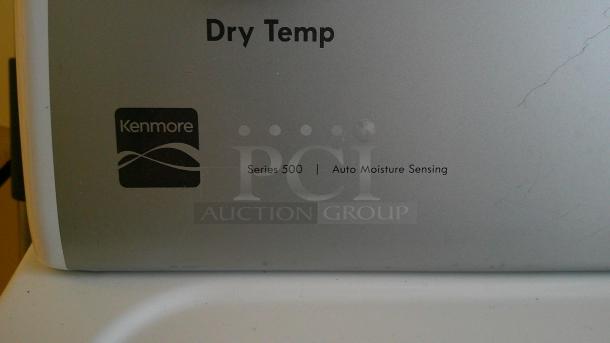 Dry Temp
Kenmore
Series 500 | Auto Moisture Sensing
PCI
AUCTION GROUP